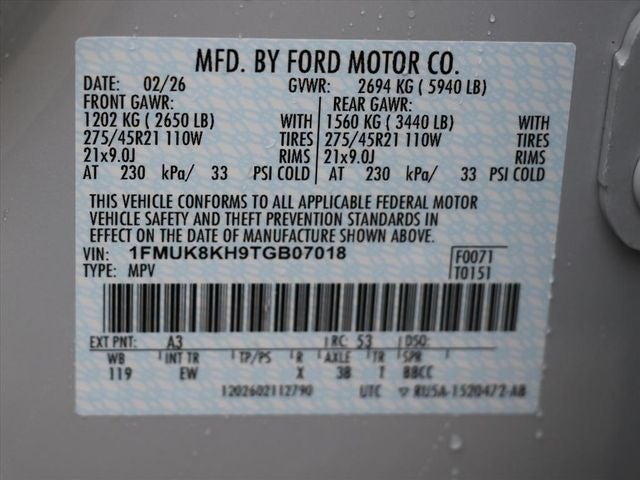 MFD. BY FORD MOTOR CO.
DATE: 02/26 GVWR: 2694 KG ( 5940 LB)
FRONT GAWR: REAR GAWR:
1202 KG ( 2650 LB) WITH 1560 KG ( 3440 LB) WITH
275/45R21 110W TIRES 275/45R21 110W TIRES
21x9.0J RIMS 21x9.0J RIMS
AT 230 kPa/ 33 PSI COLD AT 230 kPa/ 33 PSI COLD
THIS VEHICLE CONFORMS TO ALL APPLICABLE FEDERAL MOTOR
VEHICLE SAFETY AND THEFT PREVENTION STANDARDS IN
EFFECT ON THE DATE OF MANUFACTURE SHOWN ABOVE.
VIN: 1FMUK8KH9TGB07018 F0071
TYPE: MPV T0151
EXT PNT: A3 RC: 53 DSO:
WB INT TR TP/PS R AXLE TR SPR
119 EW X 3B T BBCC
1202602112790 UTC RU5A-1520472-AB